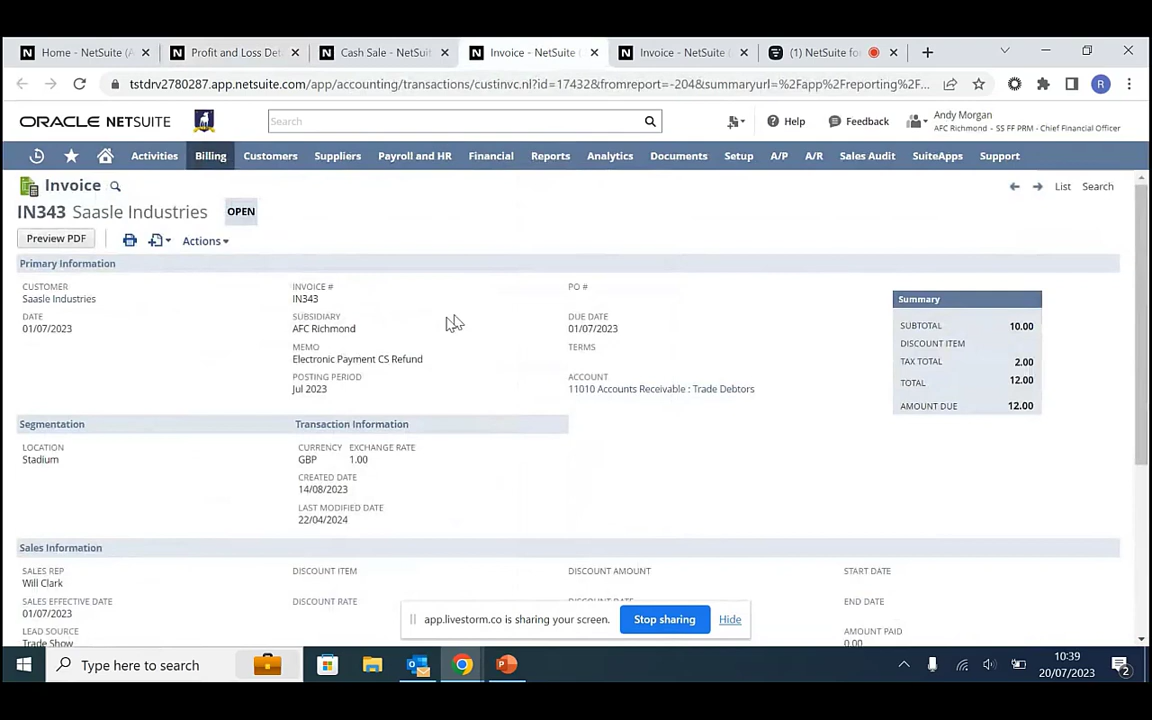 Home - NetSuite (A
Profit and Loss Det
Cash Sale - NetSuit
Invoice - NetSuite (
Invoice - NetSuite (
(1) NetSuite fo
tstdrv2780287.app.netsuite.com/app/accounting/transactions/custinvc.nl?id=17432&fromreport=-204&summaryurl=%2Fapp%2Freporting%2F...
R
ORACLE NETSUITE
Search
Help
Feedback
Andy Morgan
AFC Richmond - SS FF PRM - Chief Financial Officer
Activities Billing Customers Suppliers Payroll and HR Financial Reports Analytics Documents Setup A/P A/R Sales Audit SuiteApps Support
Invoice
List Search
IN343 Saasle Industries OPEN
Preview PDF
Actions
Primary Information
CUSTOMER
Saasle Industries
DATE
01/07/2023
INVOICE #
IN343
SUBSIDIARY
AFC Richmond
MEMO
Electronic Payment CS Refund
POSTING PERIOD
Jul 2023
PO #
DUE DATE
01/07/2023
TERMS
ACCOUNT
11010 Accounts Receivable : Trade Debtors
Summary
SUBTOTAL 10.00
DISCOUNT ITEM
TAX TOTAL 2.00
TOTAL 12.00
AMOUNT DUE 12.00
Segmentation
LOCATION
Stadium
Transaction Information
CURRENCY EXCHANGE RATE
GBP 1.00
CREATED DATE
14/08/2023
LAST MODIFIED DATE
22/04/2024
Sales Information
SALES REP
Will Clark
SALES EFFECTIVE DATE
01/07/2023
LEAD SOURCE
Trade Show
DISCOUNT ITEM
DISCOUNT RATE
DISCOUNT AMOUNT
START DATE
END DATE
AMOUNT PAID
0.00
app.livestorm.co is sharing your screen.
Stop sharing
Hide
Type here to search
10:39
20/07/2023
2